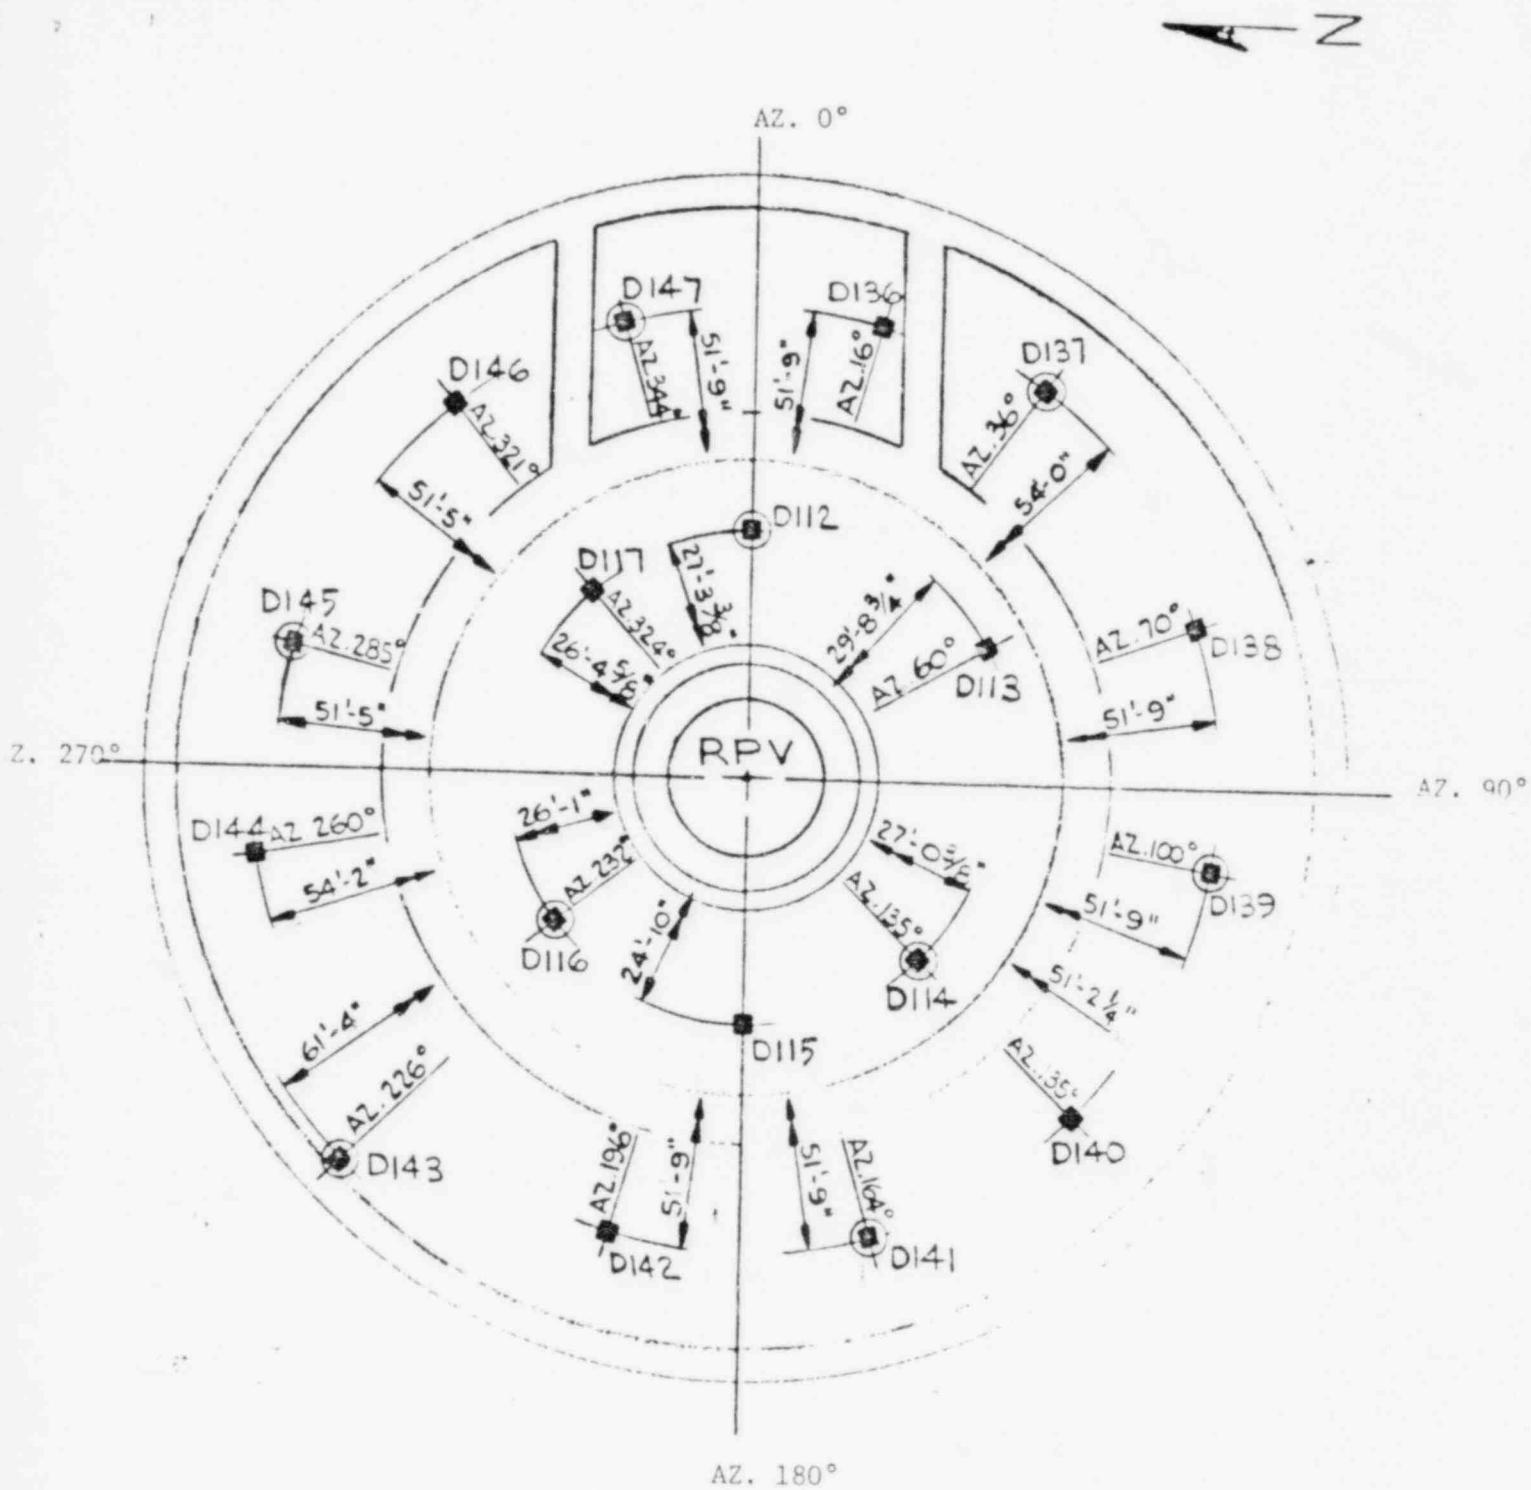 N
AZ. 0°
D147
D136
D146
51'-9"
51'-9"
AZ.16°
D137
AZ.344°
AZ.321°
AZ.36°
51'-5"
54'-0"
D112
D117
27'-3 3/8"
D145
AZ.324°
29'-8 3/4"
AZ.70°
AZ.285°
26'-4 5/8"
AZ.60°
D138
D113
51'-5"
51'-9"
RPV
Z. 270°
AZ. 90°
26'-1"
D144
AZ 260°
27'-0 3/8"
AZ.100°
54'-2"
AZ.232°
AZ.135°
51'-9"
D139
D116
24'-10"
51'-2 1/4"
D114
61'-4"
D115
AZ.135°
AZ.226°
D140
D143
AZ.196°
51'-9"
51'-9"
AZ.164°
D142
D141
AZ. 180°